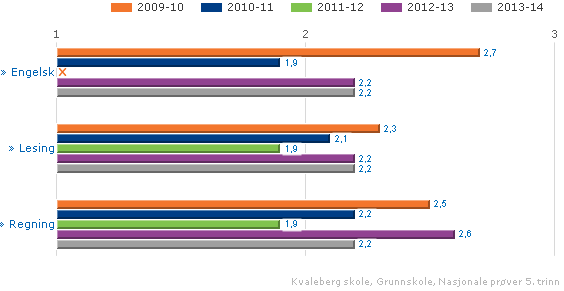 2009-10 2010-11 2011-12 2012-13 2013-14
1 2 3
2,7
1,9
» Engelsk
2,2
2,2
2,3
2,1
» Lesing 1,9
2,2
2,2
2,5
2,2
» Regning 1,9
2,6
2,2
Kvaleberg skole, Grunnskole, Nasjonale prøver 5. trinn